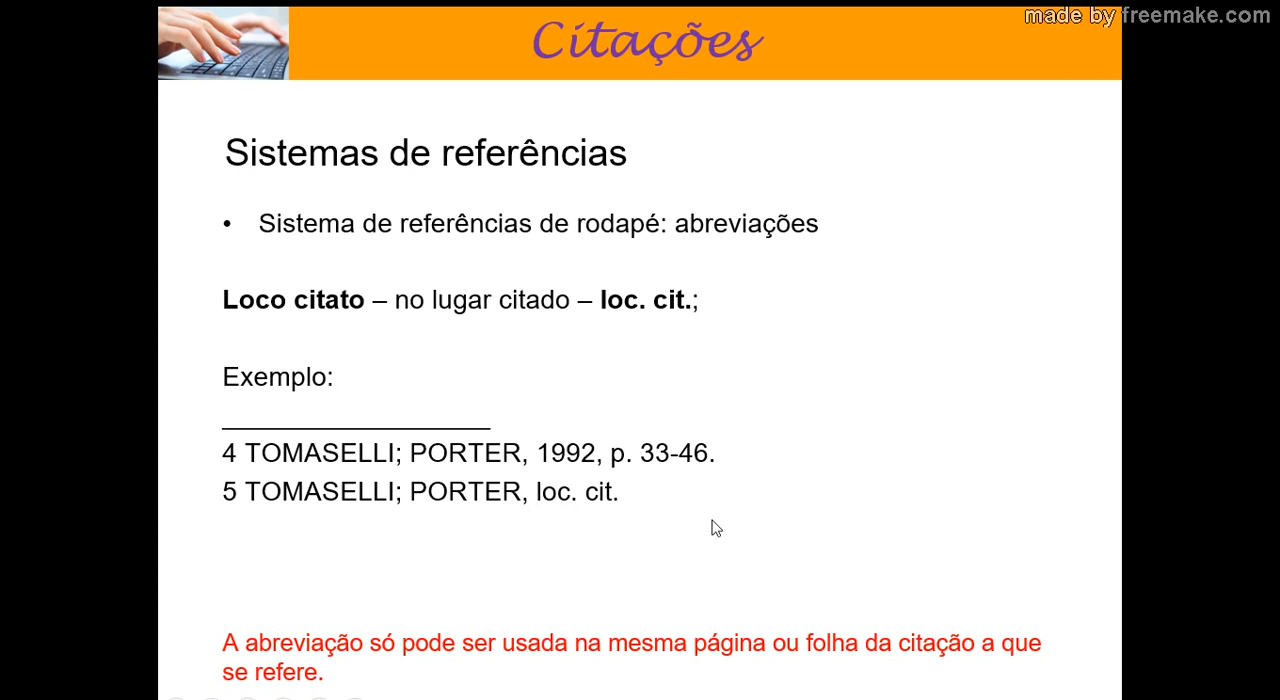 made by freemake.com
Citações
Sistemas de referências
• Sistema de referências de rodapé: abreviações
Loco citato – no lugar citado – loc. cit.;
Exemplo:
____________________
4 TOMASELLI; PORTER, 1992, p. 33-46.
5 TOMASELLI; PORTER, loc. cit.
A abreviação só pode ser usada na mesma página ou folha da citação a que
se refere.